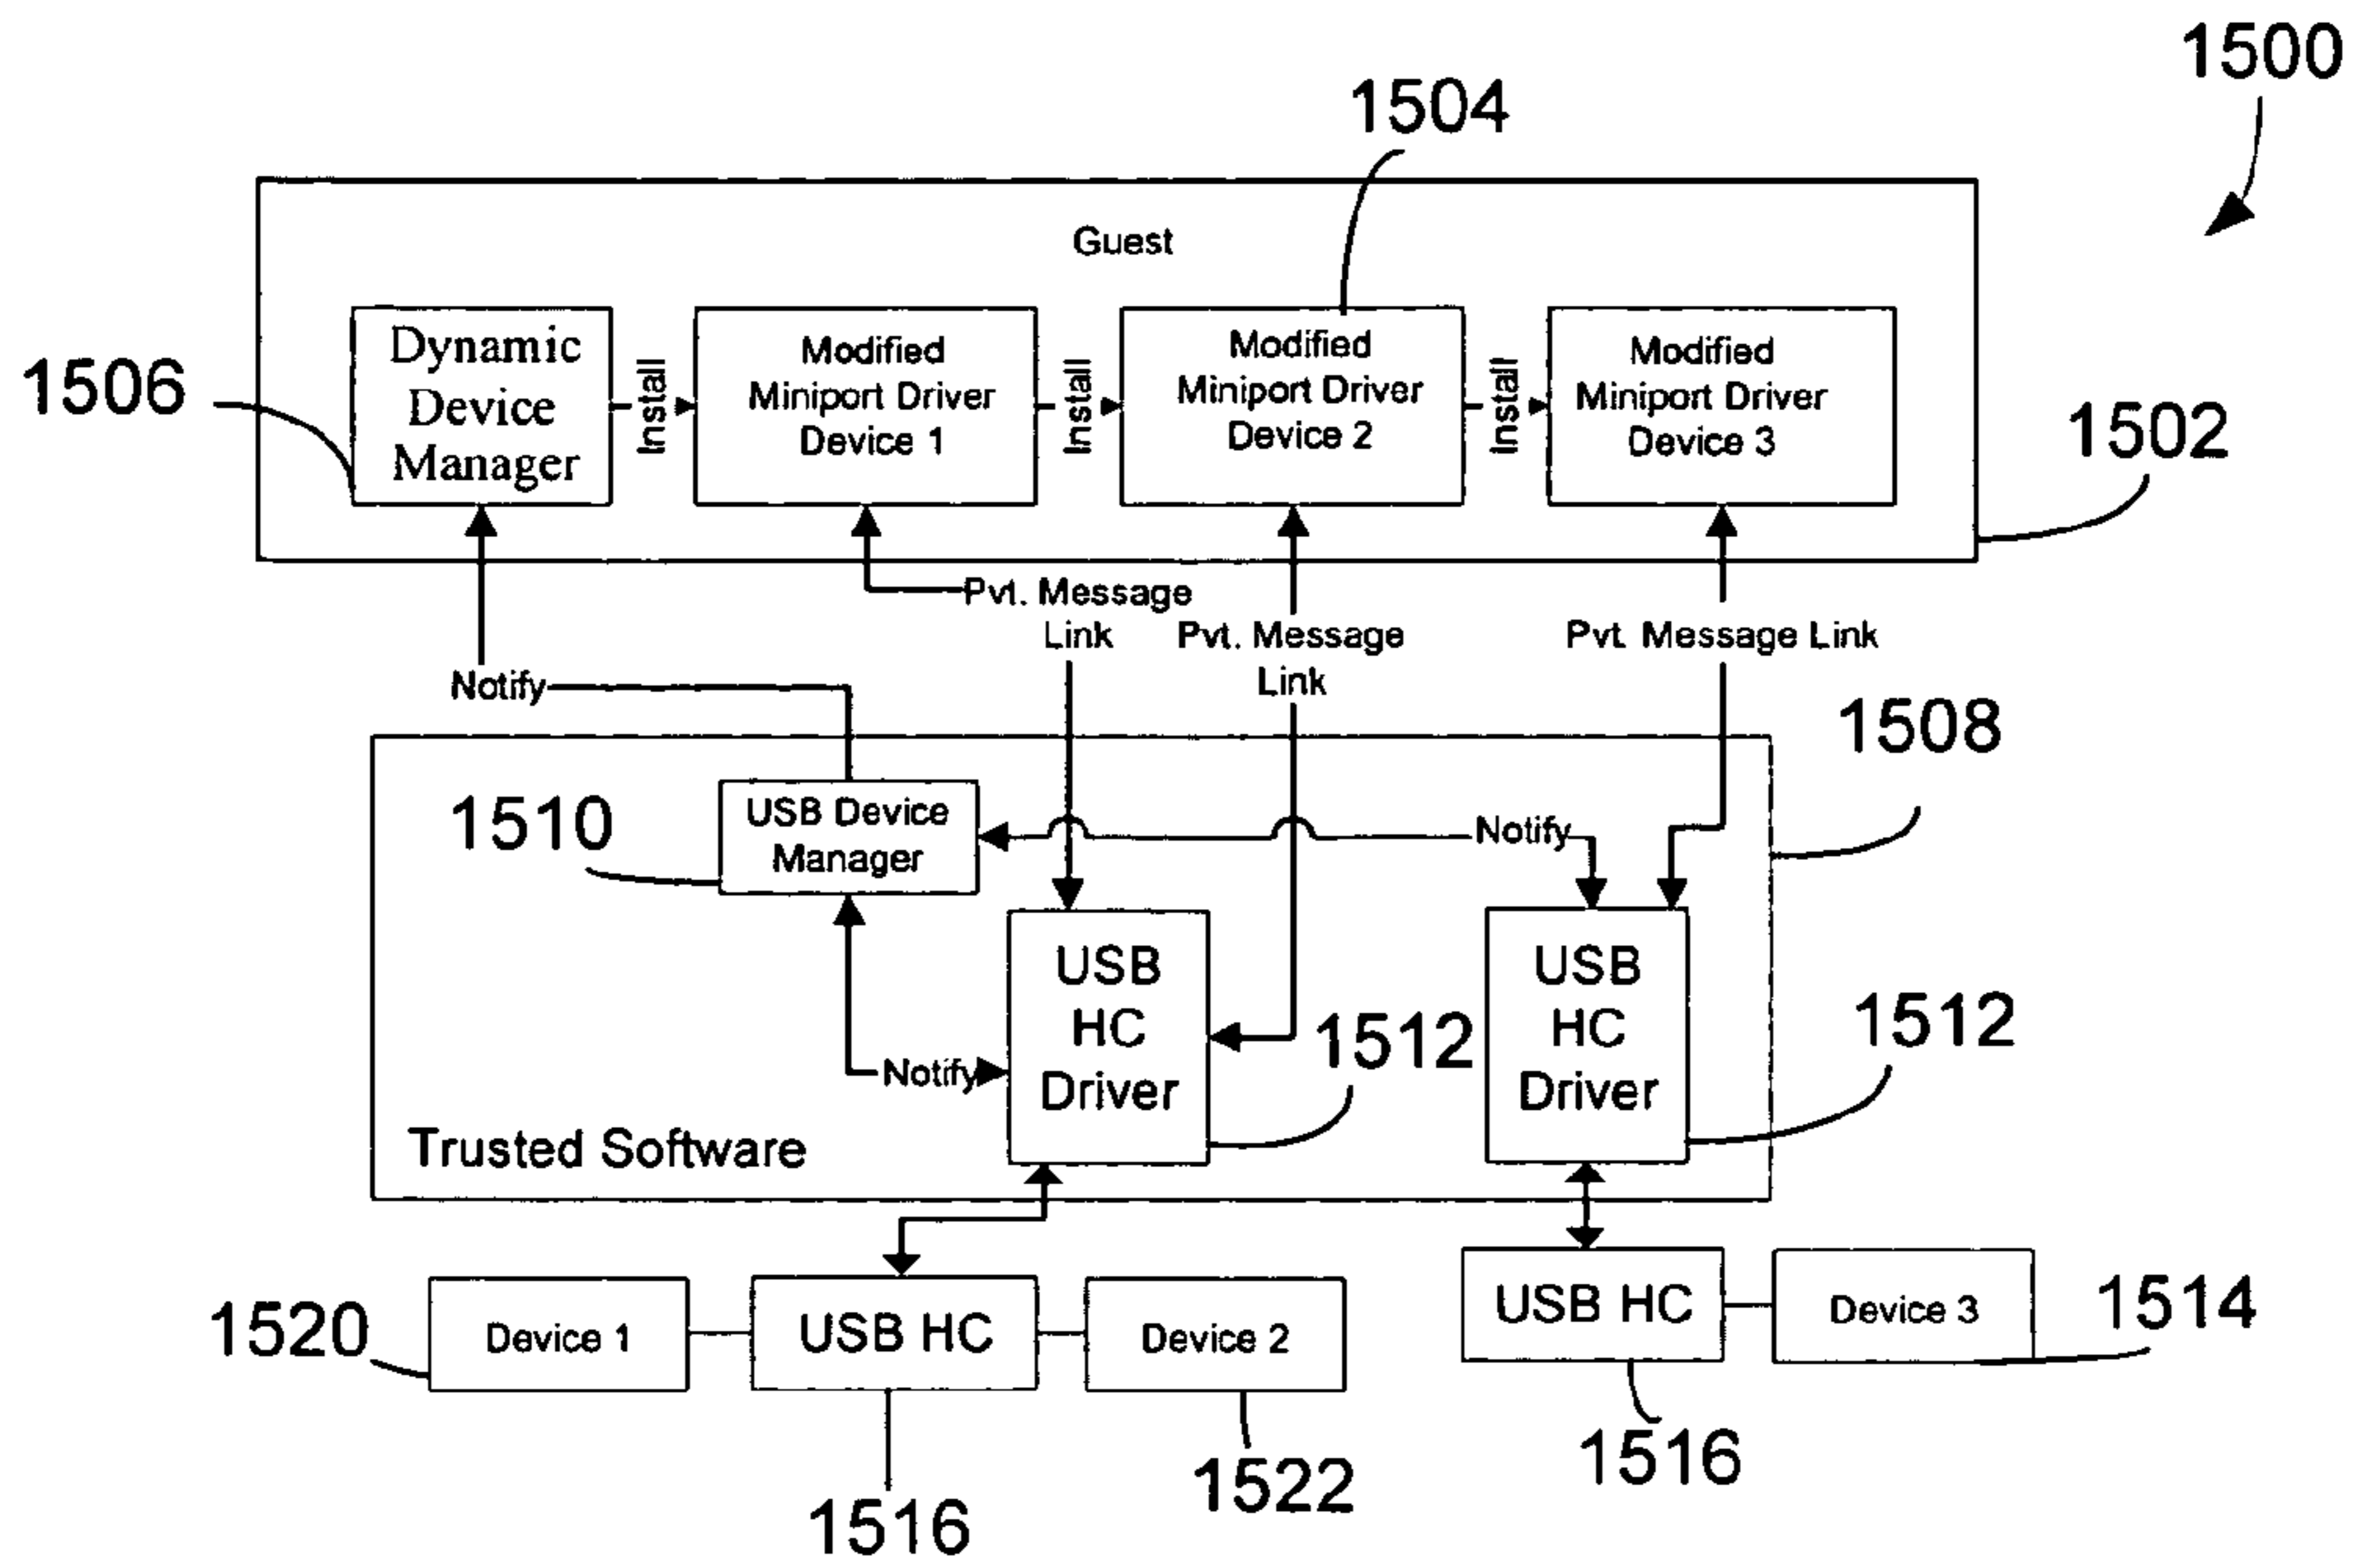 1500
1504
Guest
Dynamic
Device
Manager
Install
Modified
Miniport Driver
Device 1
Install
Modified
Miniport Driver
Device 2
Install
Modified
Miniport Driver
Device 3
1506
1502
Pvt. Message
Link
Pvt. Message
Link
Pvt. Message Link
Notify
1508
1510
USB Device
Manager
Notify
USB
HC
Driver
1512
USB
HC
Driver
1512
Notify
Trusted Software
1520
Device 1
USB HC
Device 2
USB HC
Device 3
1514
1516
1522
1516